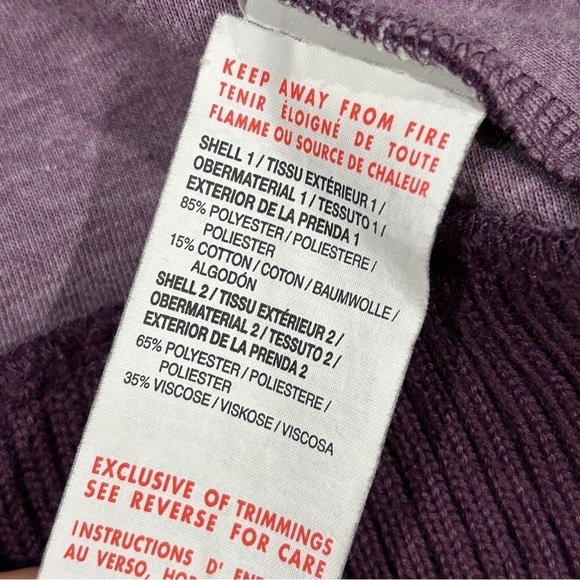 KEEP AWAY FROM FIRE
TENIR ÉLOIGNÉ DE TOUTE
FLAMME OU SOURCE DE CHALEUR
SHELL 1 / TISSU EXTÉRIEUR 1 /
OBERMATERIAL 1 / TESSUTO 1 /
EXTERIOR DE LA PRENDA 1
85% POLYESTER / POLIESTERE /
POLIESTER
15% COTTON / COTON / BAUMWOLLE /
ALGODÓN
SHELL 2 / TISSU EXTÉRIEUR 2 /
OBERMATERIAL 2 / TESSUTO 2 /
EXTERIOR DE LA PRENDA 2
65% POLYESTER / POLIESTERE /
POLIESTER
35% VISCOSE / VISKOSE / VISCOSA
EXCLUSIVE OF TRIMMINGS
SEE REVERSE FOR CARE
INSTRUCTIONS D'
AU VERSO,